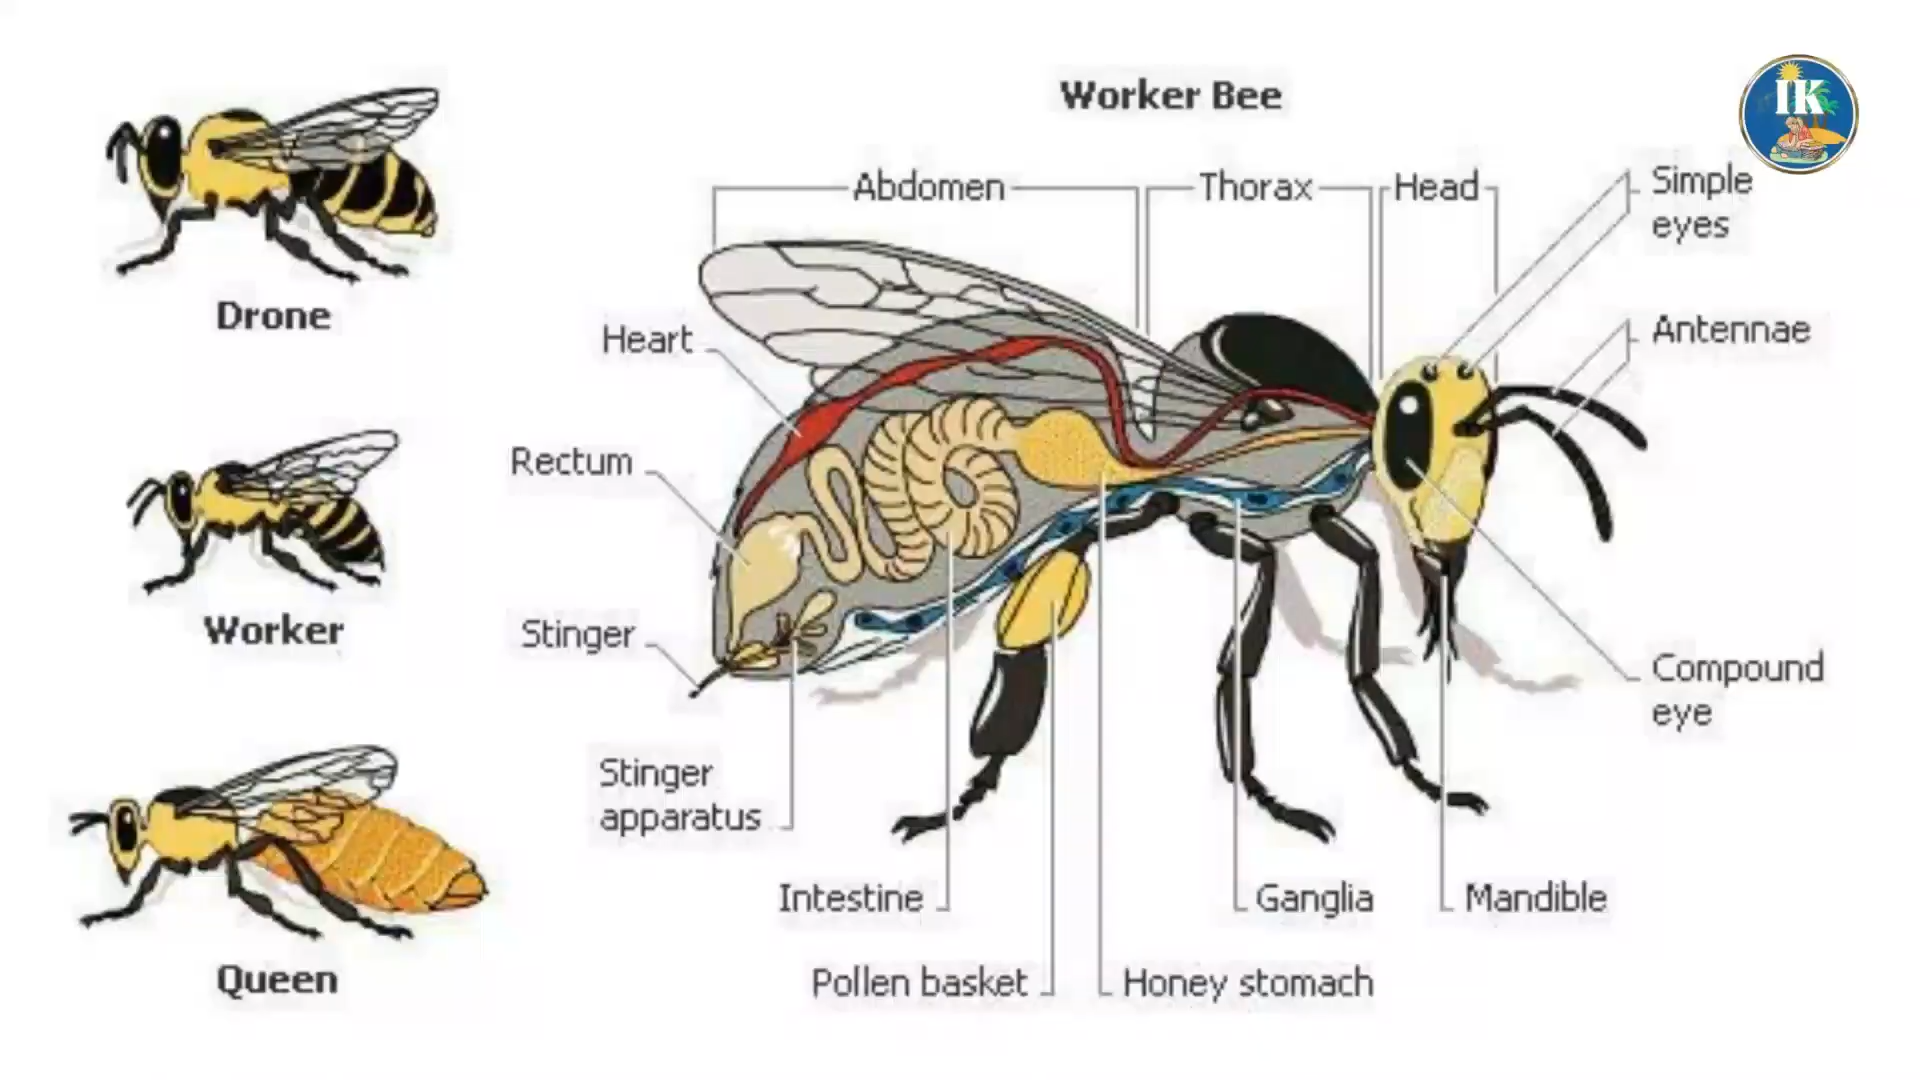 Worker Bee
IK
Abdomen
Thorax
Head
Simple
eyes
Antennae
Heart
Rectum
Stinger
Compound
eye
Stinger
apparatus
Intestine
Ganglia
Mandible
Pollen basket
Honey stomach
Drone
Worker
Queen